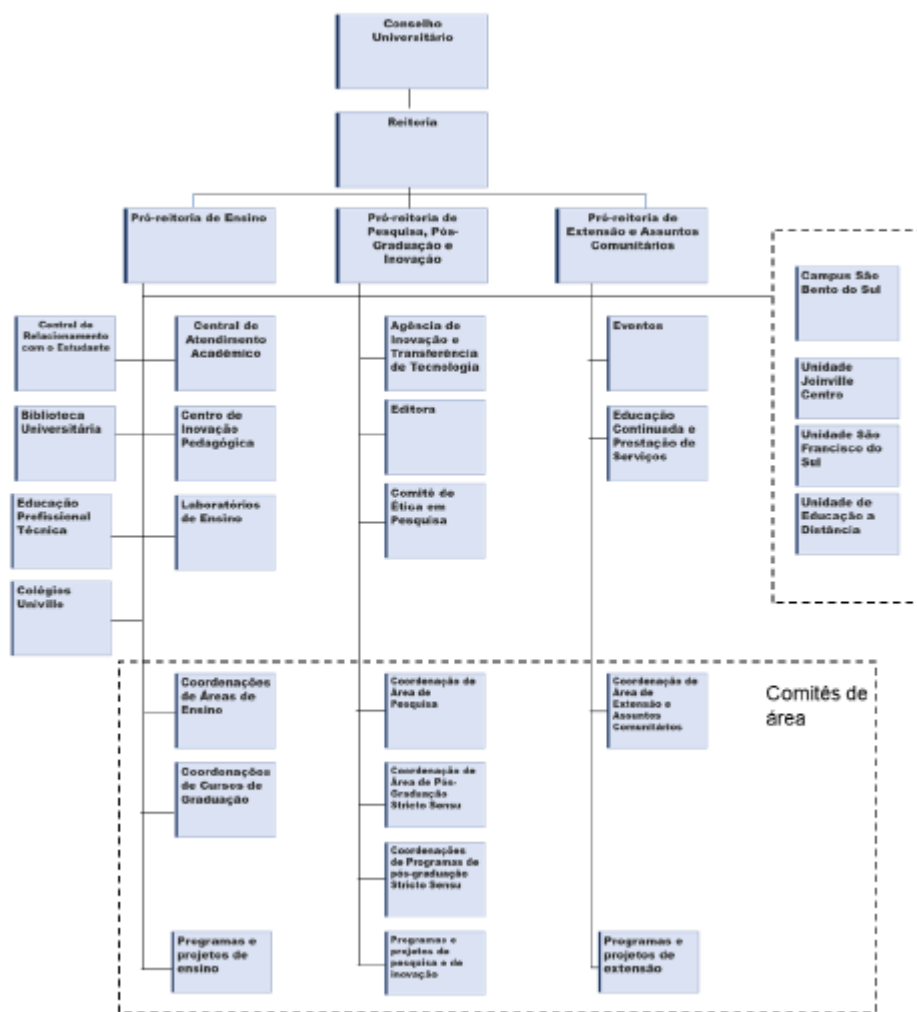 Conselho
Universitário
Reitoria
Pró-reitoria de Ensino
Pró-reitoria de
Pesquisa, Pós-
Graduação e
Inovação
Pró-reitoria de
Extensão e Assuntos
Comunitários
Campus São
Bento do Sul
Unidade
Joinville
Centro
Unidade São
Francisco do
Sul
Unidade de
Educação a
Distância
Central de
Relacionamento
com o Estudante
Central de
Atendimento
Acadêmico
Agência de
Inovação e
Transferência
de Tecnologia
Eventos
Biblioteca
Universitária
Centro de
Inovação
Pedagógica
Editora
Educação
Continuada e
Prestação de
Serviços
Educação
Profissional
Técnica
Laboratórios
de Ensino
Comitê de
Ética em
Pesquisa
Colégios
Univille
Comitês de
área
Coordenações
de Áreas de
Ensino
Coordenação de
Área de
Pesquisa
Coordenação de
Área de
Extensão e
Assuntos
Comunitários
Coordenações
de Cursos de
Graduação
Coordenação de
Área de Pós-
Graduação
Stricto Sensu
Coordenações
de Programas de
pós-graduação
Stricto Sensu
Programas e
projetos de
ensino
Programas e
projetos de
pesquisa e de
inovação
Programas e
projetos de
extensão